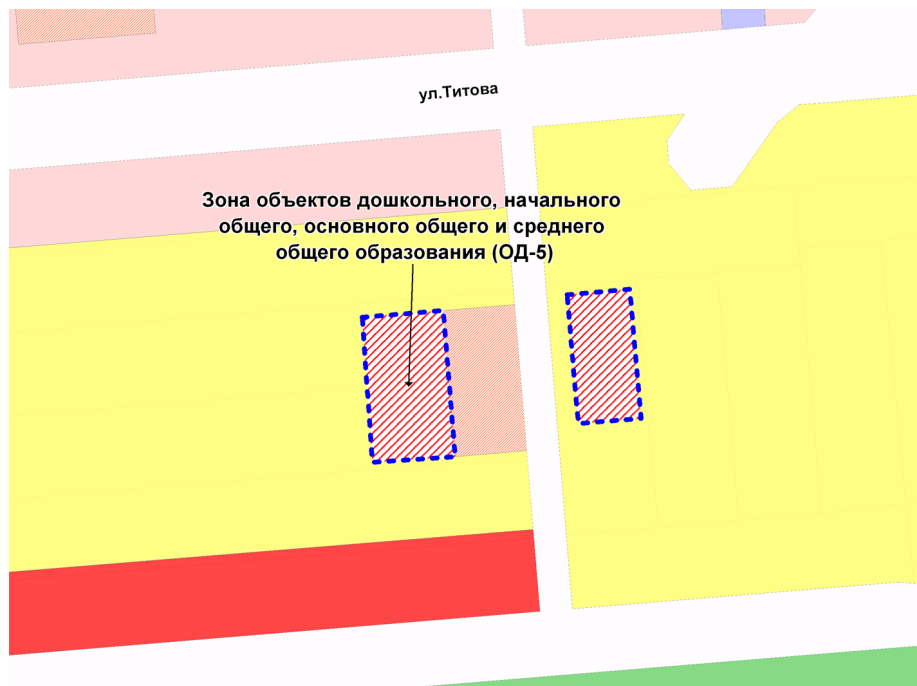 ул.Титова
Зона объектов дошкольного, начального
общего, основного общего и среднего
общего образования (ОД-5)